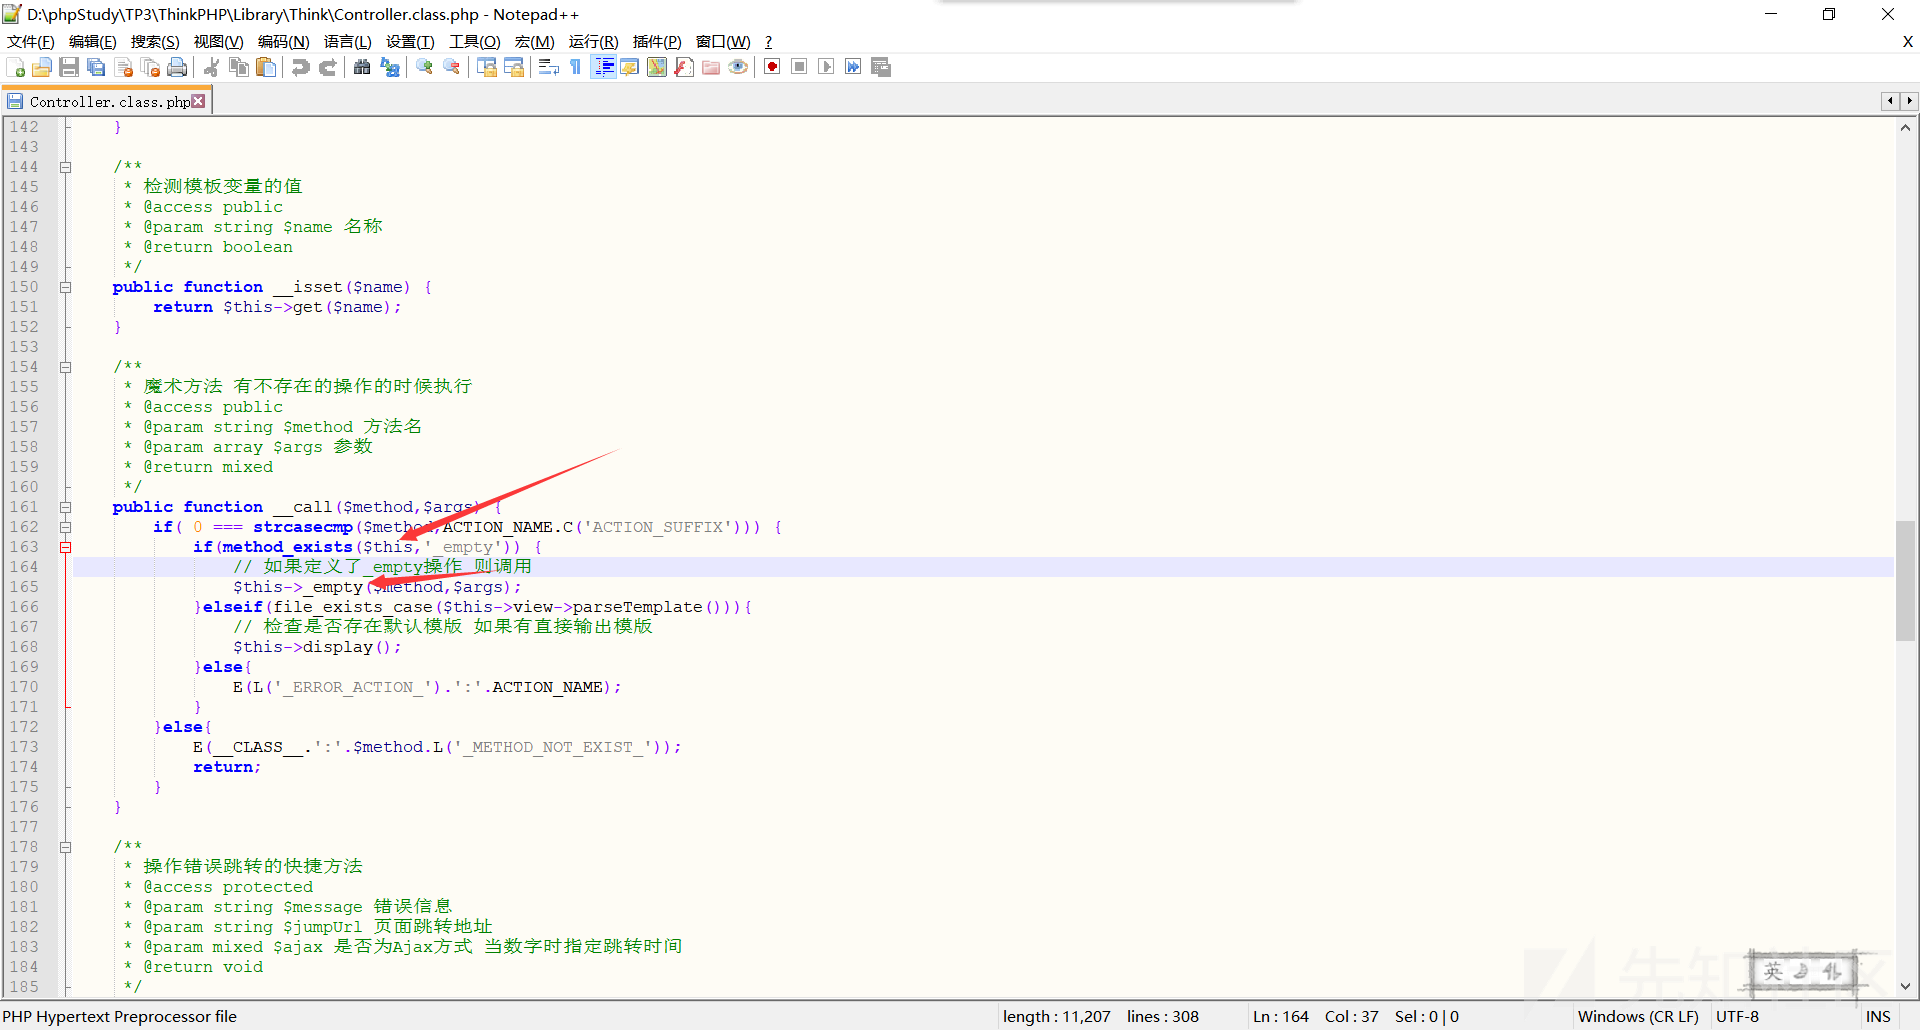 D:\phpStudy\TP3\ThinkPHP\Library\Think\Controller.class.php - Notepad++
文件(F) 编辑(E) 搜索(S) 视图(V) 编码(N) 语言(L) 设置(T) 工具(O) 宏(M) 运行(R) 插件(P) 窗口(W) ? X
Controller.class.php
142 }
143
144 /**
145 * 检测模板变量的值
146 * @access public
147 * @param string $name 名称
148 * @return boolean
149 */
150 public function __isset($name) {
151 return $this->get($name);
152 }
153
154 /**
155 * 魔术方法 有不存在的操作的时候执行
156 * @access public
157 * @param string $method 方法名
158 * @param array $args 参数
159 * @return mixed
160 */
161 public function __call($method,$args) {
162 if( 0 === strcasecmp($method,ACTION_NAME.C('ACTION_SUFFIX'))) {
163 if(method_exists($this,'_empty')) {
164 // 如果定义了_empty操作 则调用
165 $this->_empty($method,$args);
166 }elseif(file_exists_case($this->view->parseTemplate())){
167 // 检查是否存在默认模版 如果有直接输出模版
168 $this->display();
169 }else{
170 E(L('_ERROR_ACTION_').':'.ACTION_NAME);
171 }
172 }else{
173 E(__CLASS__.':'.$method.L('_METHOD_NOT_EXIST_'));
174 return;
175 }
176 }
177
178 /**
179 * 操作错误跳转的快捷方法
180 * @access protected
181 * @param string $message 错误信息
182 * @param string $jumpUrl 页面跳转地址
183 * @param mixed $ajax 是否为Ajax方式 当数字时指定跳转时间
184 * @return void
185 */
先知社区
英
PHP Hypertext Preprocessor file length : 11,207 lines : 308 Ln : 164 Col : 37 Sel : 0 | 0 Windows (CR LF) UTF-8 INS